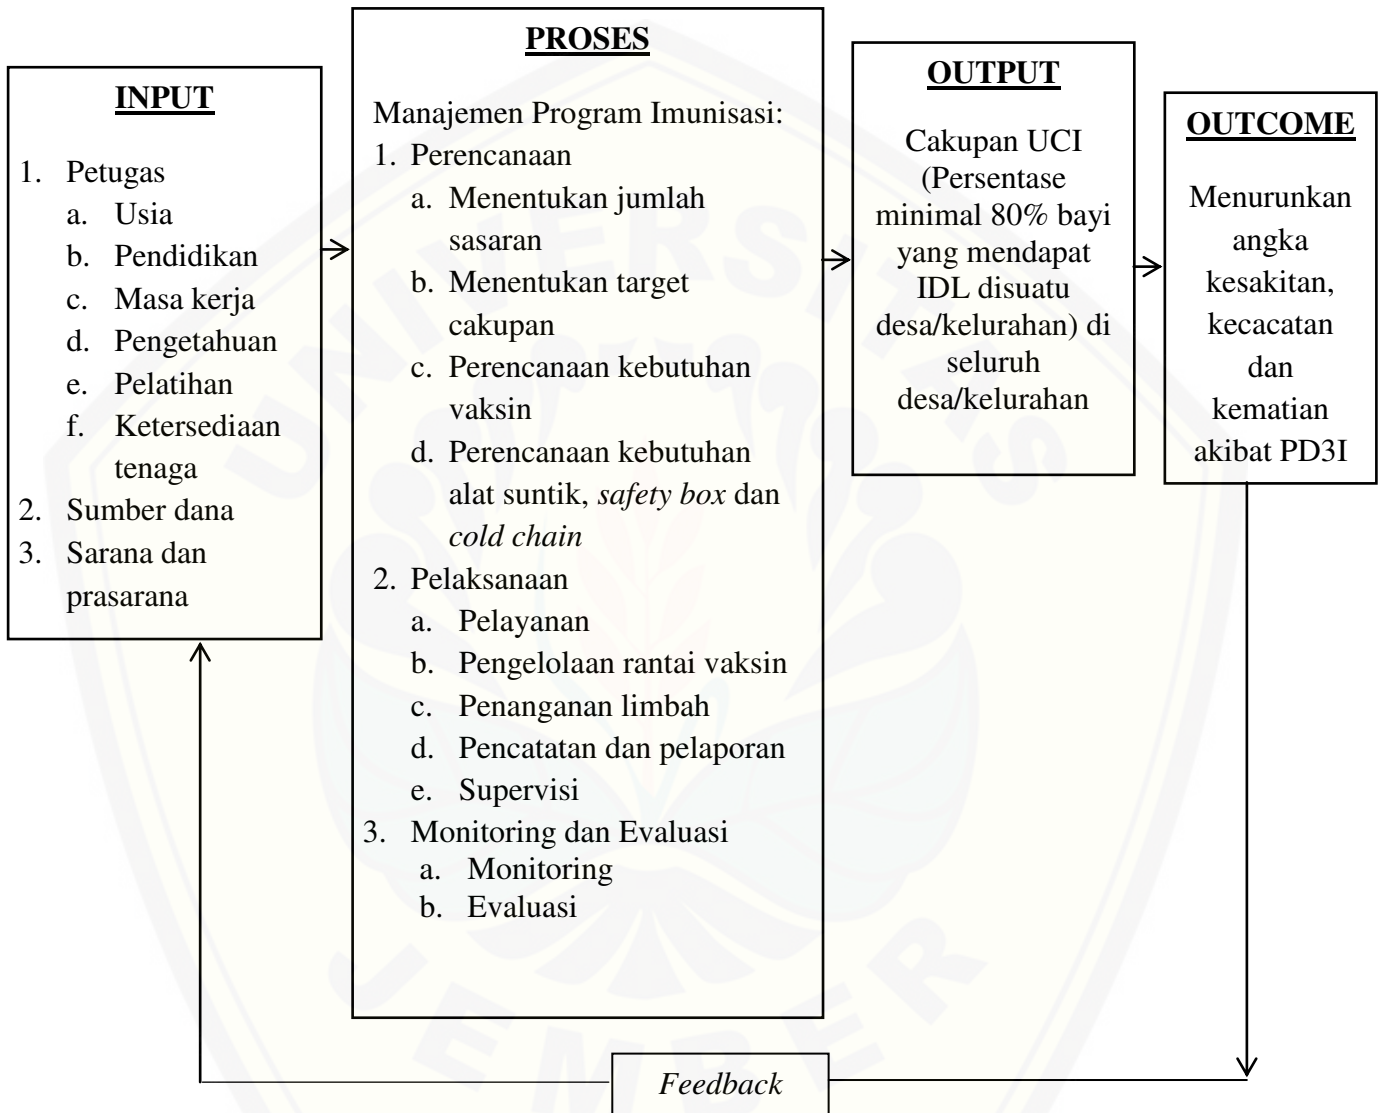 INPUT
1. Petugas
a. Usia
b. Pendidikan
c. Masa kerja
d. Pengetahuan
e. Pelatihan
f. Ketersediaan
tenaga
2. Sumber dana
3. Sarana dan
prasarana
PROSES
Manajemen Program Imunisasi:
1. Perencanaan
a. Menentukan jumlah
sasaran
b. Menentukan target
cakupan
c. Perencanaan kebutuhan
vaksin
d. Perencanaan kebutuhan
alat suntik, safety box dan
cold chain
2. Pelaksanaan
a. Pelayanan
b. Pengelolaan rantai vaksin
c. Penanganan limbah
d. Pencatatan dan pelaporan
e. Supervisi
3. Monitoring dan Evaluasi
a. Monitoring
b. Evaluasi
OUTPUT
Cakupan UCI
(Persentase
minimal 80% bayi
yang mendapat
IDL disuatu
desa/kelurahan) di
seluruh
desa/kelurahan
OUTCOME
Menurunkan
angka
kesakitan,
kecacatan
dan
kematian
akibat PD3I
Feedback
UNIVERSITAS
JEMBER